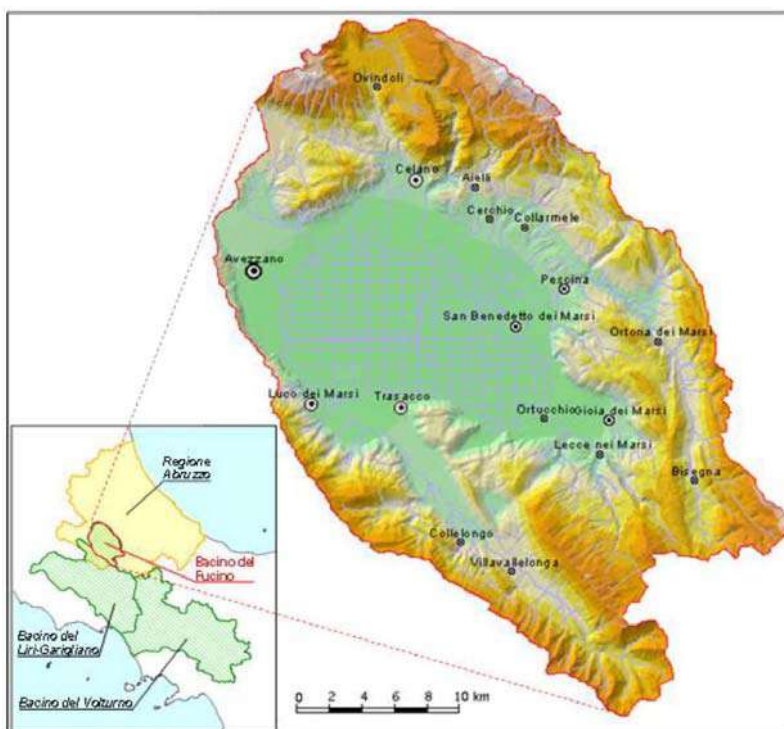 Ovindoli
Celano
Aielli
Cerchio
Collarmele
Avezzano
Pescina
San Benedetto dei Marsi
Ortona dei Marsi
Luco dei Marsi
Trasacco
Ortucchio
Gioia dei Marsi
Lecce nei Marsi
Bisegna
Collelongo
Villavallelonga
Regione
Abruzzo
Bacino del
Fucino
Bacino del
Liri-Garigliano
Bacino del Volturno
0 2 4 6 8 10 km